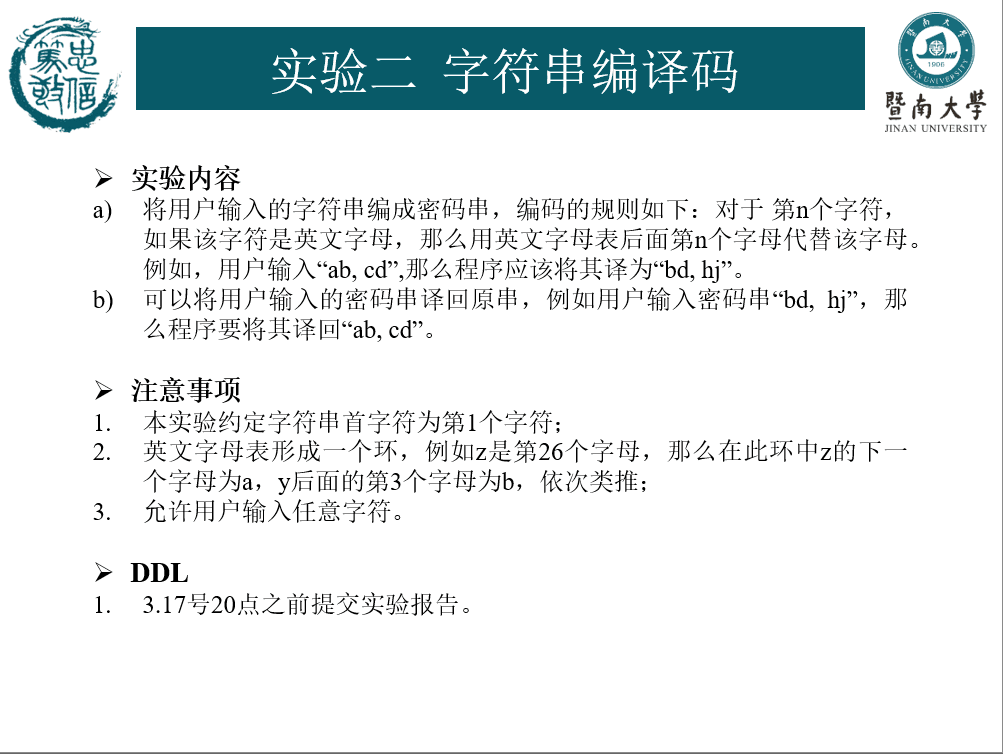 忠信
篤敬
实验二 字符串编译码
暨南大学
JINAN UNIVERSITY
1906
暨南大学
JINAN UNIVERSITY
➢ 实验内容
a) 将用户输入的字符串编成密码串，编码的规则如下：对于 第n个字符，
如果该字符是英文字母，那么用英文字母表后面第n个字母代替该字母。
例如，用户输入“ab, cd”,那么程序应该将其译为“bd, hj”。
b) 可以将用户输入的密码串译回原串，例如用户输入密码串“bd, hj”，那
么程序要将其译回“ab, cd”。
➢ 注意事项
1. 本实验约定字符串首字符为第1个字符；
2. 英文字母表形成一个环，例如z是第26个字母，那么在此环中z的下一
个字母为a，y后面的第3个字母为b，依次类推；
3. 允许用户输入任意字符。
➢ DDL
1. 3.17号20点之前提交实验报告。